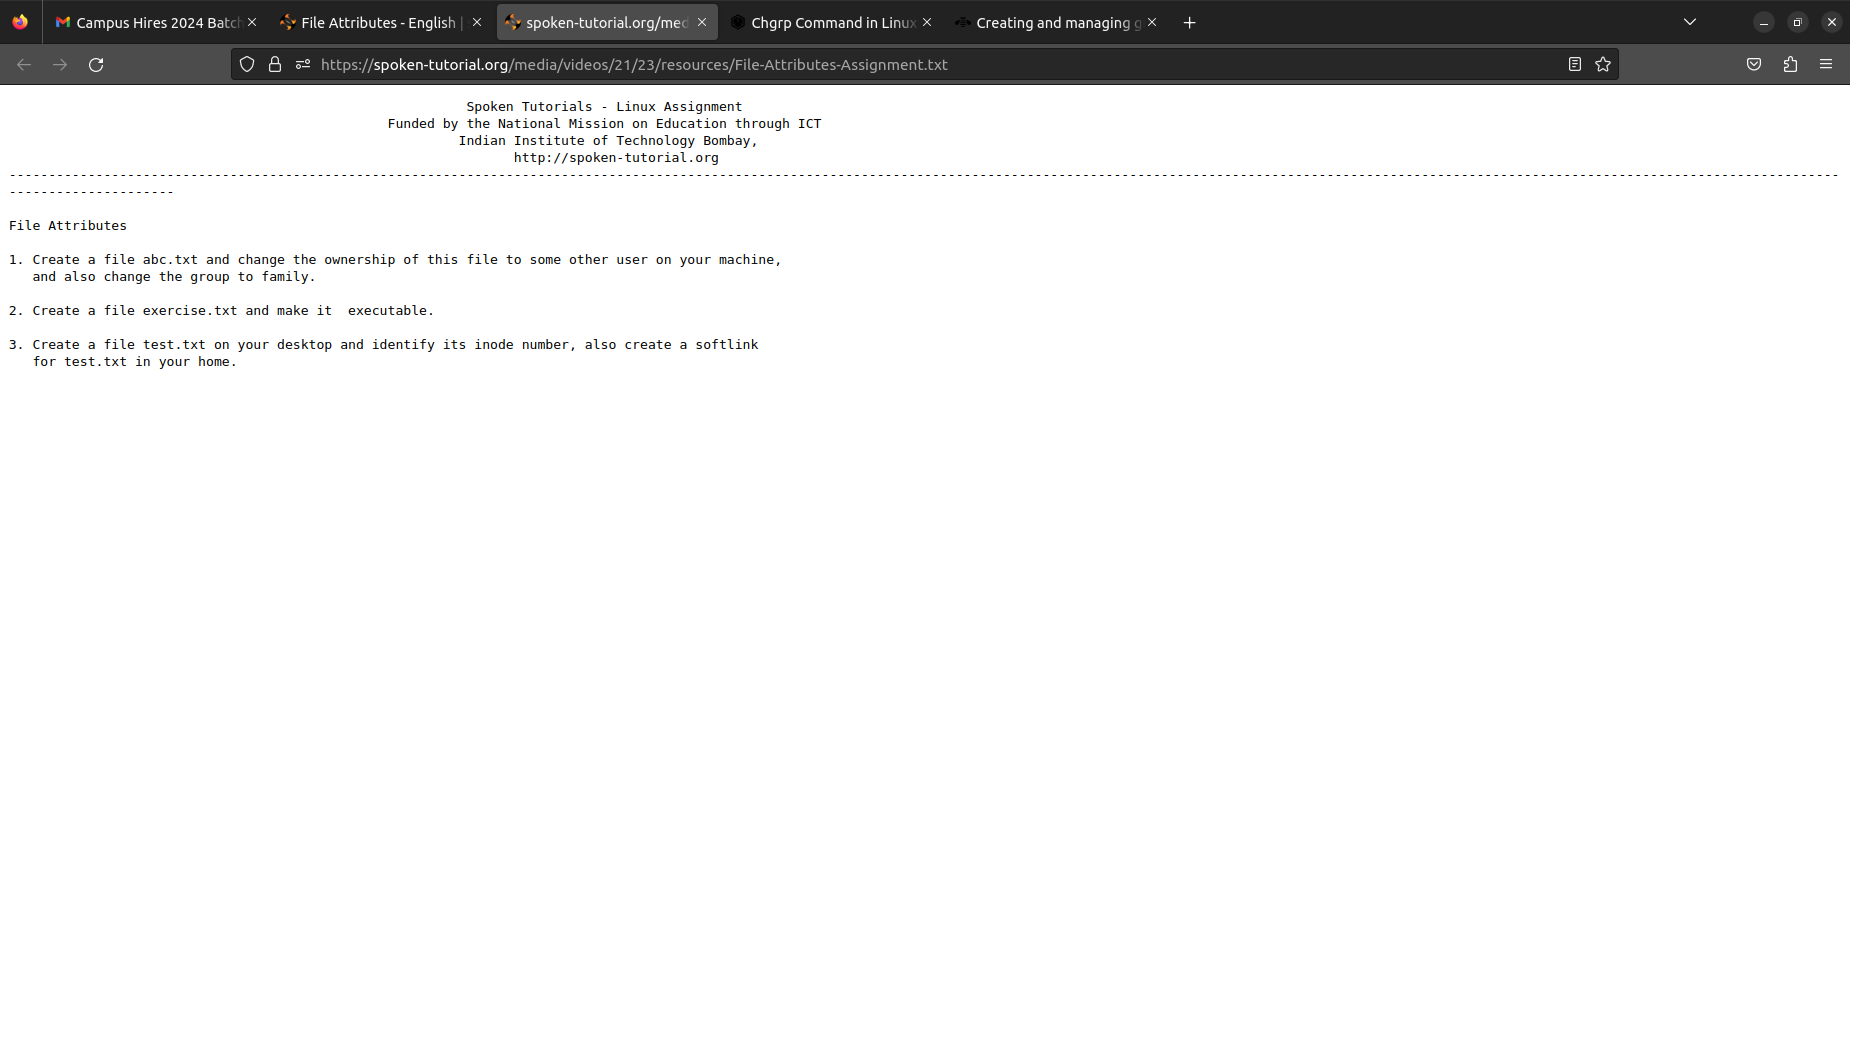 Campus Hires 2024 Batch
File Attributes - English |
spoken-tutorial.org/med
Chgrp Command in Linux
Creating and managing g
https://spoken-tutorial.org/media/videos/21/23/resources/File-Attributes-Assignment.txt
Spoken Tutorials - Linux Assignment
Funded by the National Mission on Education through ICT
Indian Institute of Technology Bombay,
http://spoken-tutorial.org
File Attributes
1. Create a file abc.txt and change the ownership of this file to some other user on your machine,
and also change the group to family.
2. Create a file exercise.txt and make it  executable.
3. Create a file test.txt on your desktop and identify its inode number, also create a softlink
for test.txt in your home.